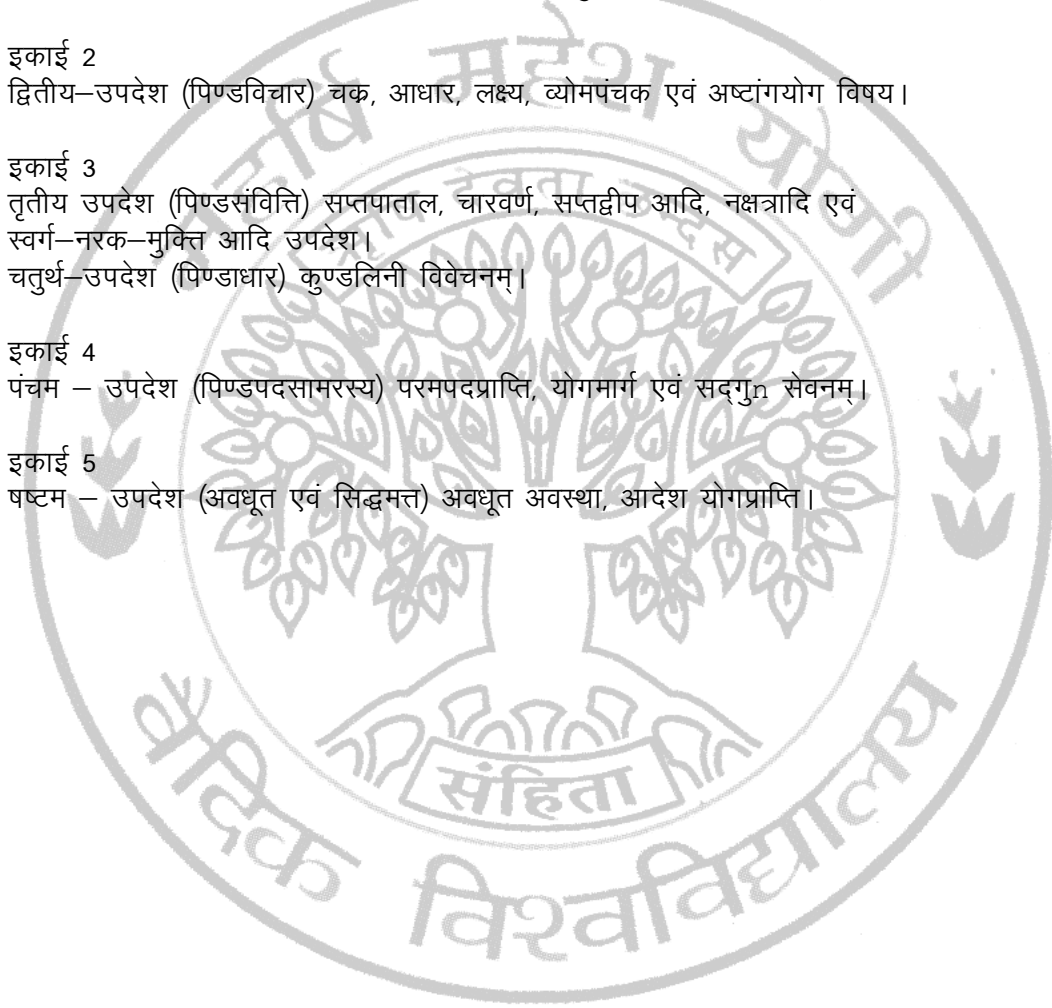 इकाई 2
द्वितीय–उपदेश (पिण्डविचार) चक्र, आधार, लक्ष्य, व्योमपंचक एवं अष्टांगयोग विषय।
इकाई 3
तृतीय उपदेश (पिण्डसंवित्ति) सप्तपाताल, चारवर्ण, सप्तद्वीप आदि, नक्षत्रादि एवं
स्वर्ग–नरक–मुक्ति आदि उपदेश।
चतुर्थ–उपदेश (पिण्डाधार) कुण्डलिनी विवेचनम्।
इकाई 4
पंचम – उपदेश (पिण्डपदसामरस्य) परमपदप्राप्ति, योगमार्ग एवं सद्गुn सेवनम्।
इकाई 5
षष्टम – उपदेश (अवधूत एवं सिद्धमत्त) अवधूत अवस्था, आदेश योगप्राप्ति।
महर्षि महेश योगी
वैदिक विश्वविद्यालय
संहिता